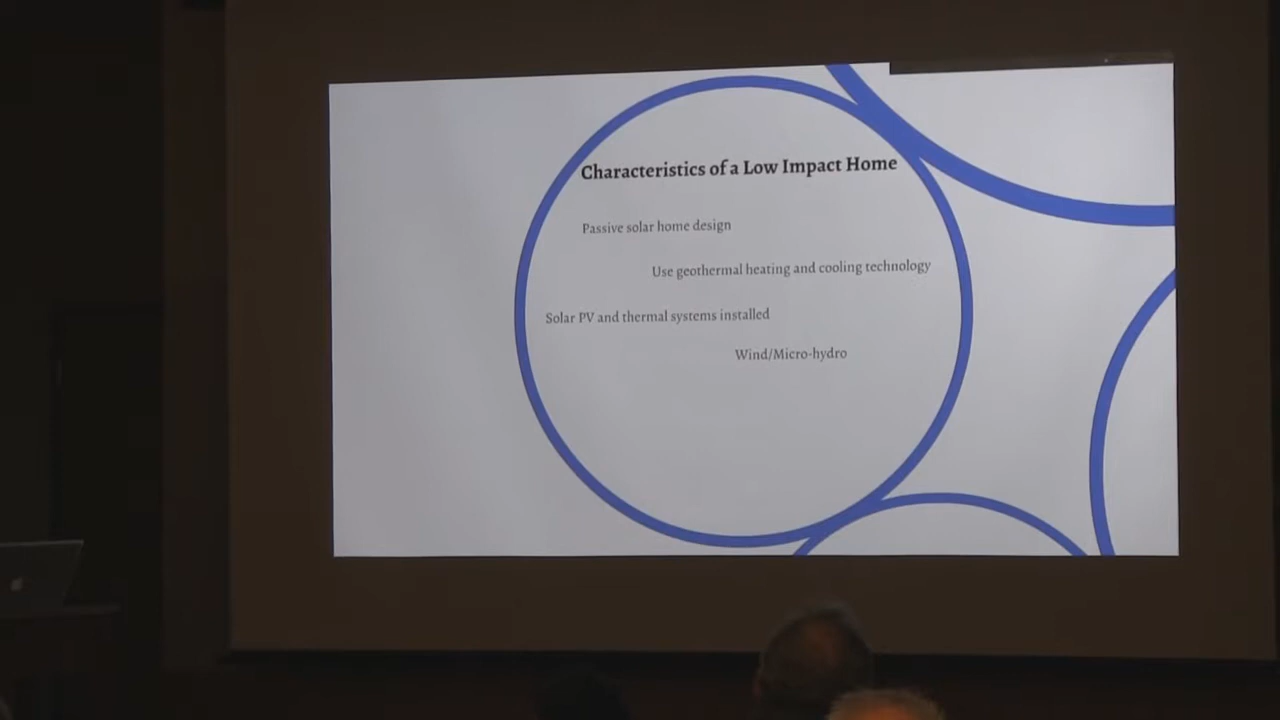 Characteristics of a Low Impact Home
Passive solar home design
Use geothermal heating and cooling technology
Solar PV and thermal systems installed
Wind/Micro-hydro